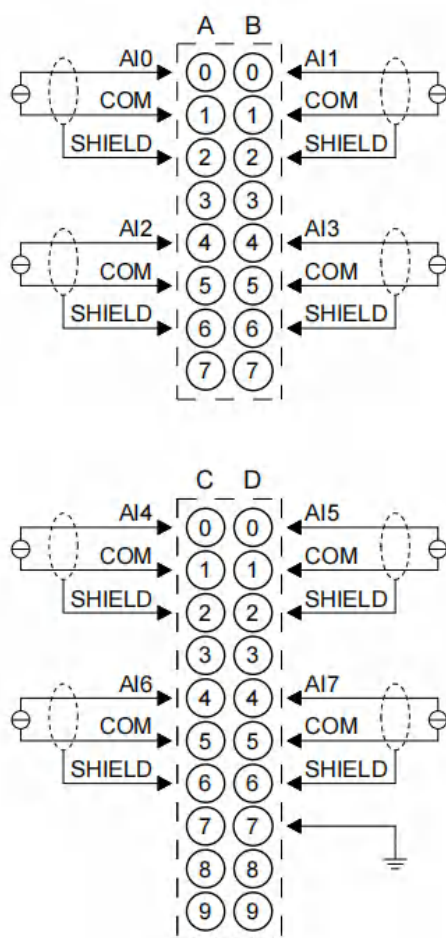 A B
AI0 0 0 AI1
COM 1 1 COM
SHIELD 2 2 SHIELD
3 3
AI2 4 4 AI3
COM 5 5 COM
SHIELD 6 6 SHIELD
7 7
C D
AI4 0 0 AI5
COM 1 1 COM
SHIELD 2 2 SHIELD
3 3
AI6 4 4 AI7
COM 5 5 COM
SHIELD 6 6 SHIELD
7 7
8 8
9 9